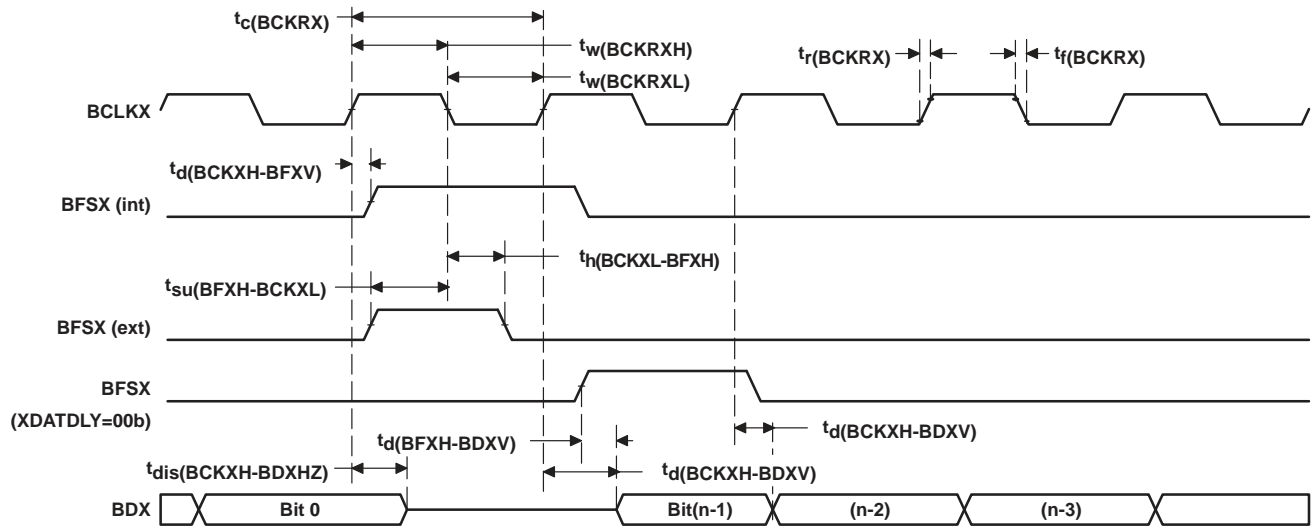 tc(BCKRX)
tw(BCKRXH)
tr(BCKRX)
tf(BCKRX)
tw(BCKRXL)
BCLKX
td(BCKXH-BFXV)
BFSX (int)
th(BCKXL-BFXH)
tsu(BFXH-BCKXL)
BFSX (ext)
BFSX
(XDATDLY=00b)
td(BFXH-BDXV)
td(BCKXH-BDXV)
tdis(BCKXH-BDXHZ)
td(BCKXH-BDXV)
BDX
Bit 0
Bit(n-1)
(n-2)
(n-3)